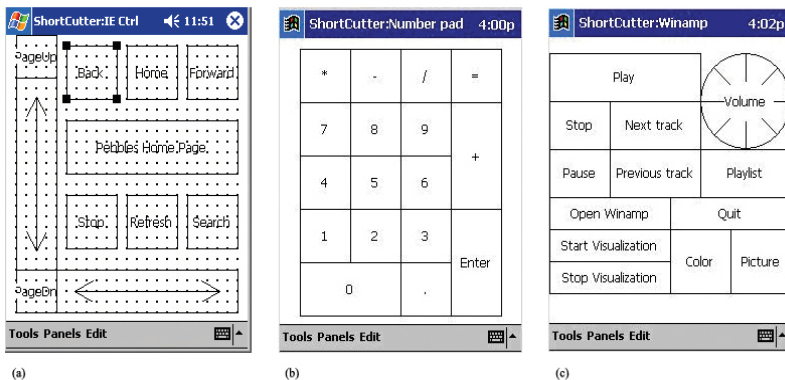 ShortCutter:IE Ctrl 11:51
PageUp
Back Home Forward
Pebbles Home Page
Stop Refresh Search
PageDn
Tools Panels Edit
(a)
ShortCutter:Number pad 4:00p
* - / =
7 8 9
+
4 5 6
1 2 3
Enter
0 .
Tools Panels Edit
(b)
ShortCutter:Winamp 4:02p
Play
Volume
Stop Next track
Pause Previous track Playlist
Open Winamp Quit
Start Visualization
Color Picture
Stop Visualization
Tools Panels Edit
(c)